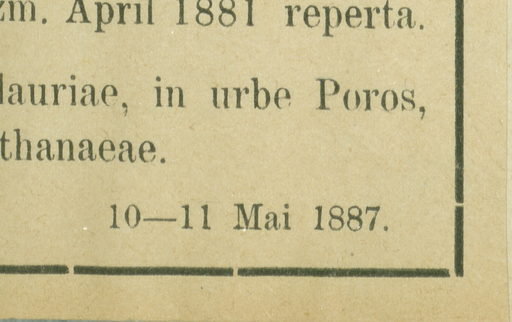 zm. April 1881 reperta.
lauriae, in urbe Poros,
thanaeae.
10—11 Mai 1887.